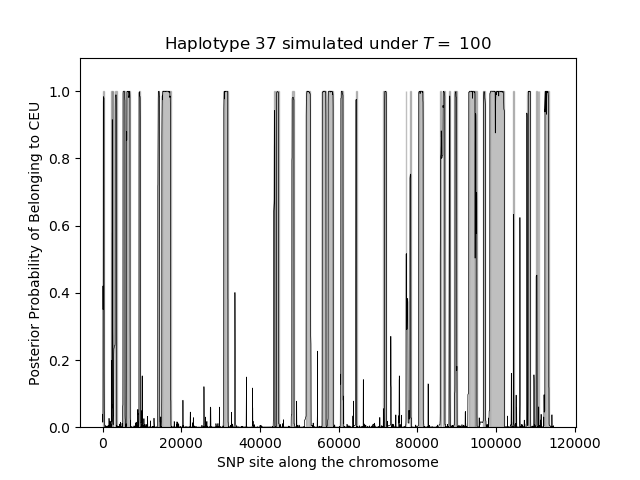 Haplotype 37 simulated under T = 100
Posterior Probability of Belonging to CEU
1.0
0.8
0.6
0.4
0.2
0.0
0 20000 40000 60000 80000 100000 120000
SNP site along the chromosome